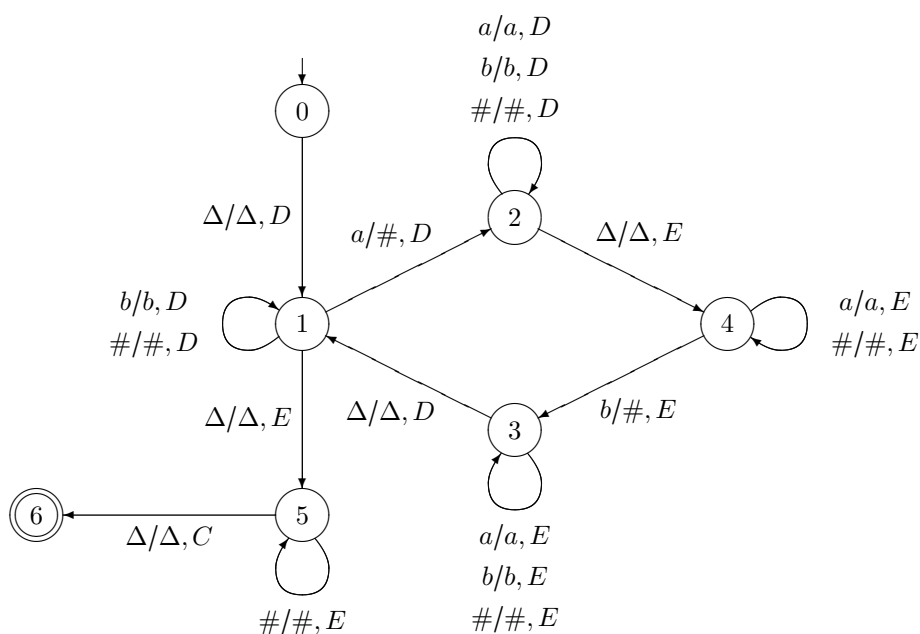 a/a, D
b/b, D
#/#, D
0
2
Δ/Δ, D
a/#, D
Δ/Δ, E
b/b, D
#/#, D
1
4
a/a, E
#/#, E
Δ/Δ, E
Δ/Δ, D
b/#, E
3
6
5
Δ/Δ, C
a/a, E
b/b, E
#/#, E
#/#, E